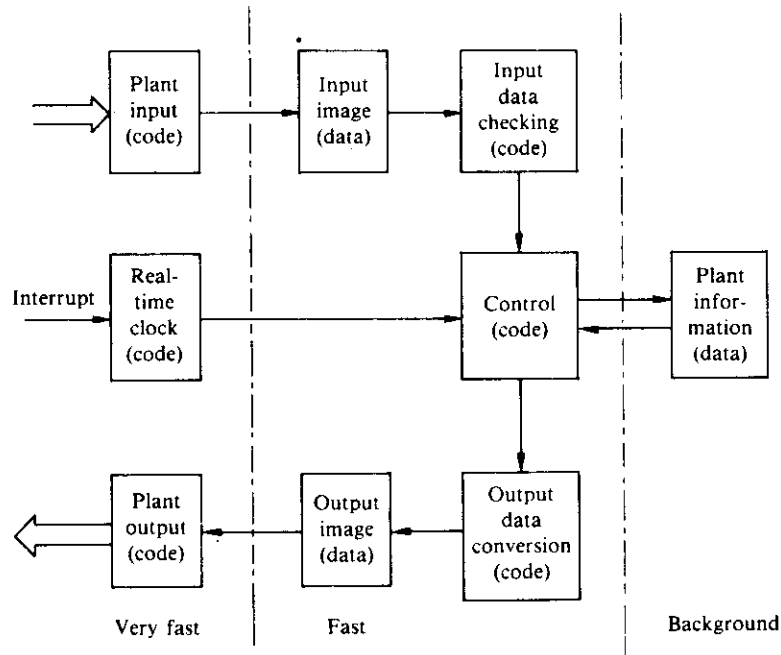 Plant
input
(code)
Input
image
(data)
Input
data
checking
(code)
Interrupt
Real-
time
clock
(code)
Control
(code)
Plant
infor-
mation
(data)
Plant
output
(code)
Output
image
(data)
Output
data
conversion
(code)
Very fast
Fast
Background